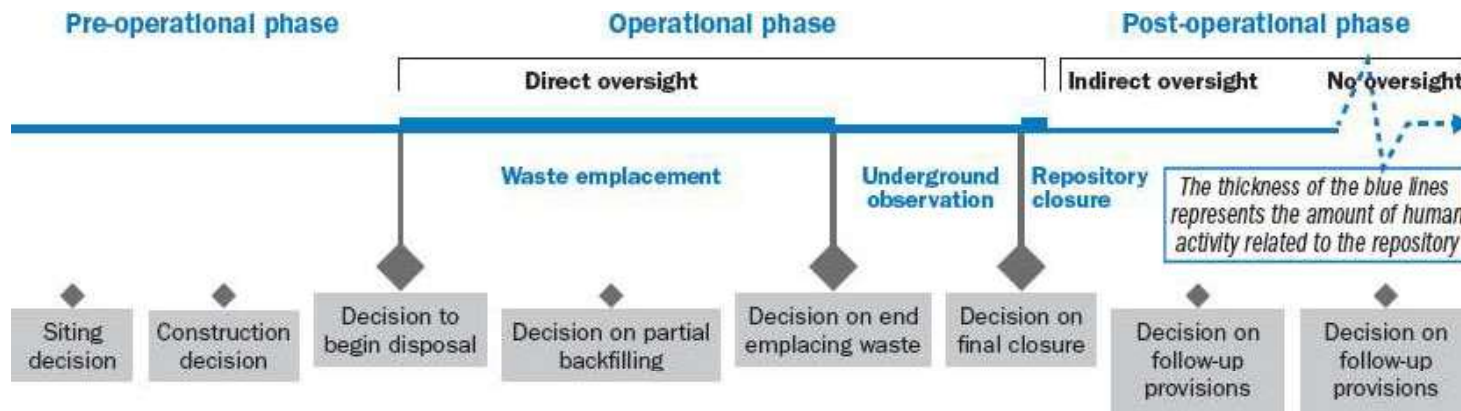 Pre-operational phase
Operational phase
Post-operational phase
Direct oversight
Indirect oversight
No oversight
Waste emplacement
Underground
observation
Repository
closure
The thickness of the blue lines
represents the amount of human
activity related to the repository
Siting
decision
Construction
decision
Decision to
begin disposal
Decision on partial
backfilling
Decision on end
emplacing waste
Decision on
final closure
Decision on
follow-up
provisions
Decision on
follow-up
provisions